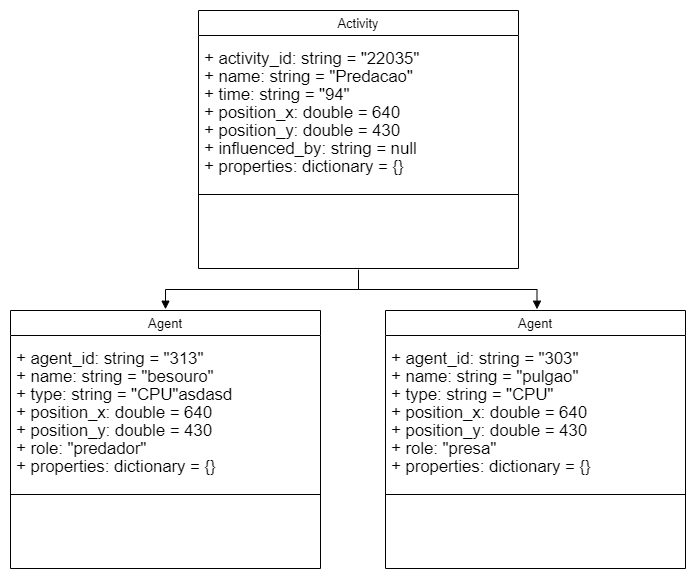 Activity
+ activity_id: string = "22035"
+ name: string = "Predacao"
+ time: string = "94"
+ position_x: double = 640
+ position_y: double = 430
+ influenced_by: string = null
+ properties: dictionary = {}
Agent
+ agent_id: string = "313"
+ name: string = "besouro"
+ type: string = "CPU"asdasd
+ position_x: double = 640
+ position_y: double = 430
+ role: "predador"
+ properties: dictionary = {}
Agent
+ agent_id: string = "303"
+ name: string = "pulgao"
+ type: string = "CPU"
+ position_x: double = 640
+ position_y: double = 430
+ role: "presa"
+ properties: dictionary = {}